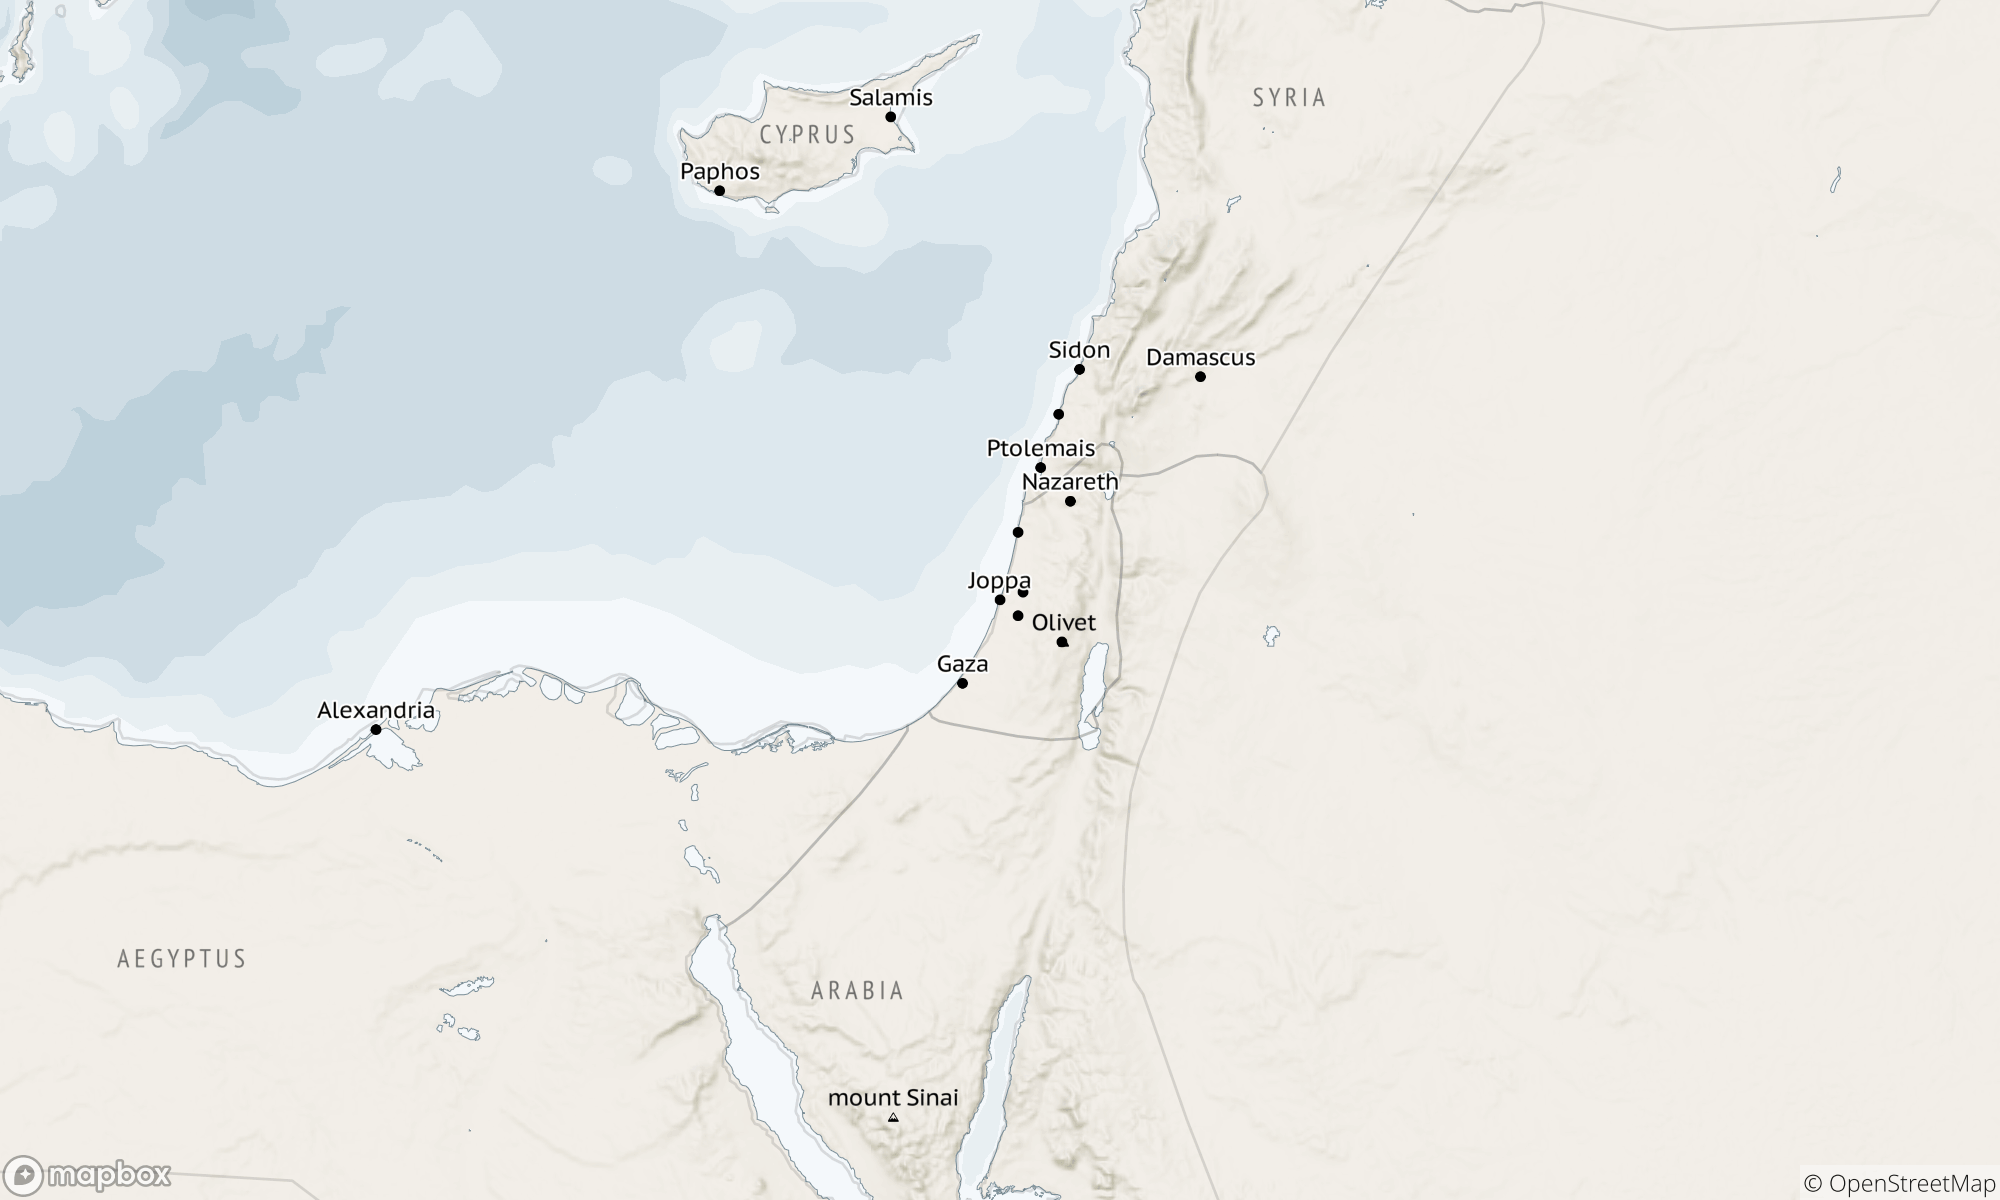 SYRIA
Salamis
CYPRUS
Paphos
Sidon
Damascus
Ptolemais
Nazareth
Joppa
Olivet
Gaza
Alexandria
AEGYPTUS
ARABIA
mount Sinai
mapbox
© OpenStreetMap